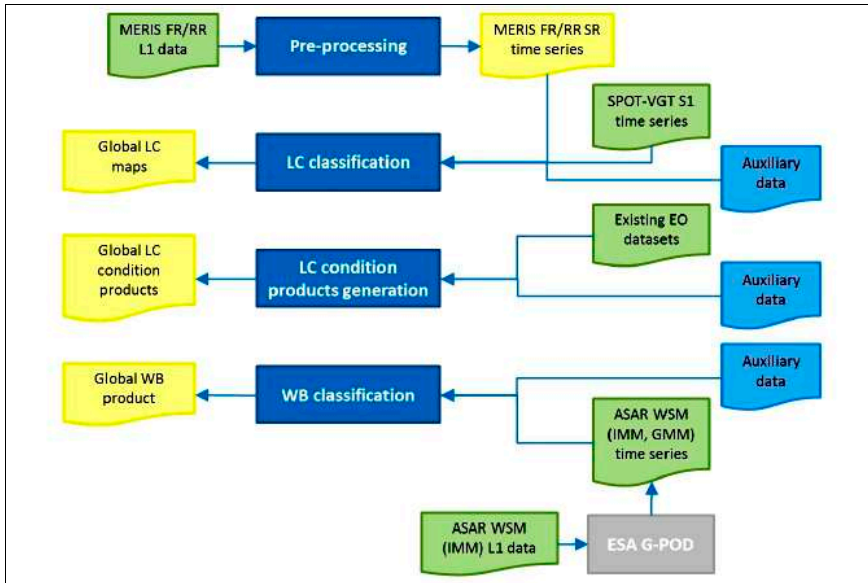 MERIS FR/RR
L1 data
Pre-processing
MERIS FR/RR SR
time series
SPOT-VGT S1
time series
Global LC
maps
LC classification
Auxiliary
data
Existing EO
datasets
Global LC
condition
products
LC condition
products generation
Auxiliary
data
Auxiliary
data
Global WB
product
WB classification
ASAR WSM
(IMM, GMM)
time series
ASAR WSM
(IMM) L1 data
ESA G-POD